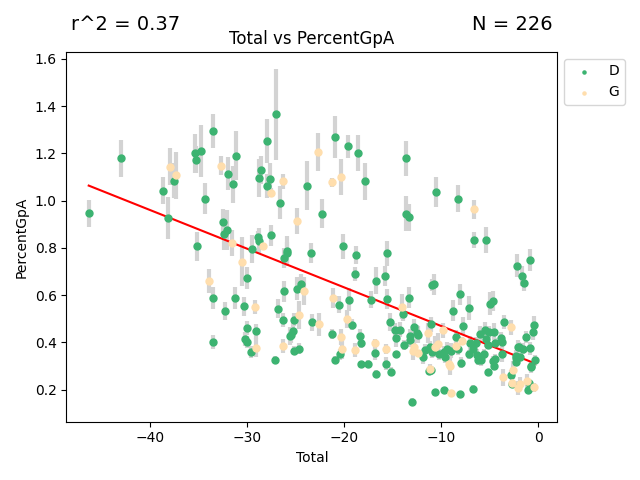 r^2 = 0.37
N = 226
Total vs PercentGpA
D
G
1.6
1.4
1.2
1.0
0.8
0.6
0.4
0.2
PercentGpA
−40 −30 −20 −10 0
Total